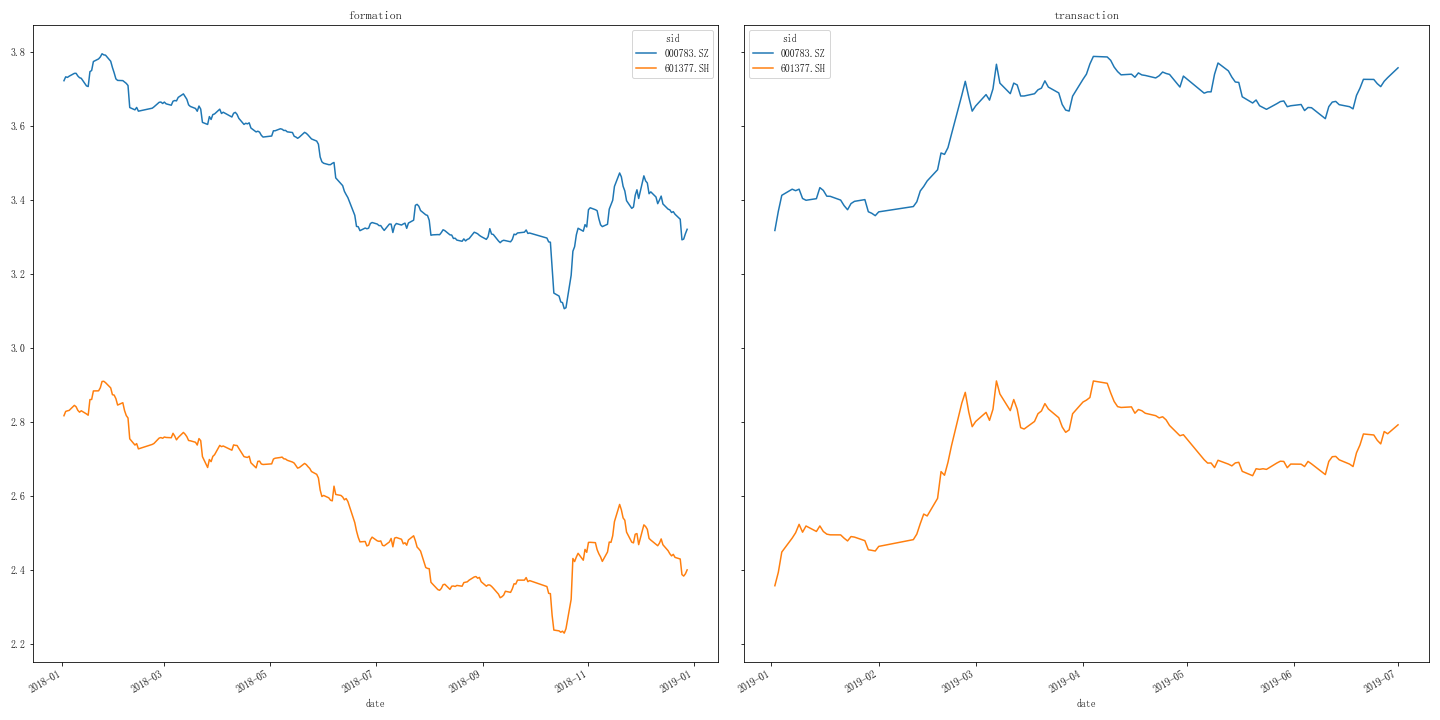 formation
sid
000783.SZ
601377.SH
3.8
3.6
3.4
3.2
3.0
2.8
2.6
2.4
2.2
2018-01
2018-03
2018-05
2018-07
2018-09
2018-11
2019-01
date
transaction
sid
000783.SZ
601377.SH
2019-01
2019-02
2019-03
2019-04
2019-05
2019-06
2019-07
date